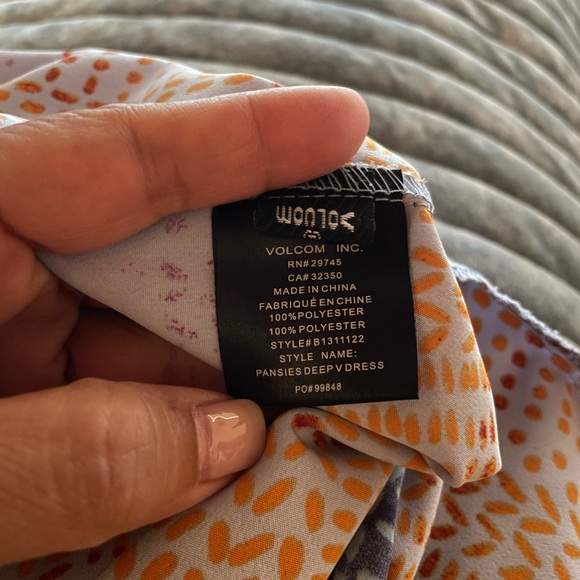 VOLCOM
VOLCOM INC.
RN# 29745
CA# 32350
MADE IN CHINA
FABRIQUÉ EN CHINE
100% POLYESTER
100% POLYESTER
STYLE# B1311122
STYLE NAME:
PANSIES DEEP V DRESS
PO# 99848